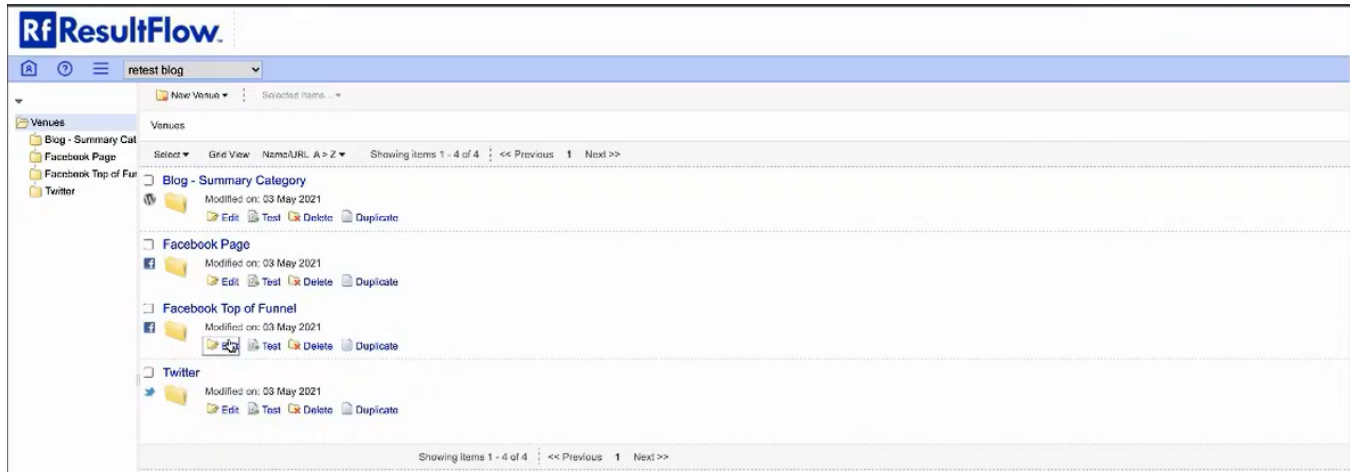 Rf ResultFlow™
retest blog
New Venue Selected Items...
Venues
Blog - Summary Cat
Facebook Page
Facebook Top of Fur
Twitter
Venues
Select Grid View Name/URL A > Z Showing items 1 - 4 of 4 << Previous 1 Next >>
Blog - Summary Category
Modified on: 03 May 2021
Edit Test Delete Duplicate
Facebook Page
Modified on: 03 May 2021
Edit Test Delete Duplicate
Facebook Top of Funnel
Modified on: 03 May 2021
Test Delete Duplicate
Twitter
Modified on: 03 May 2021
Edit Test Delete Duplicate
Showing items 1 - 4 of 4 << Previous 1 Next >>